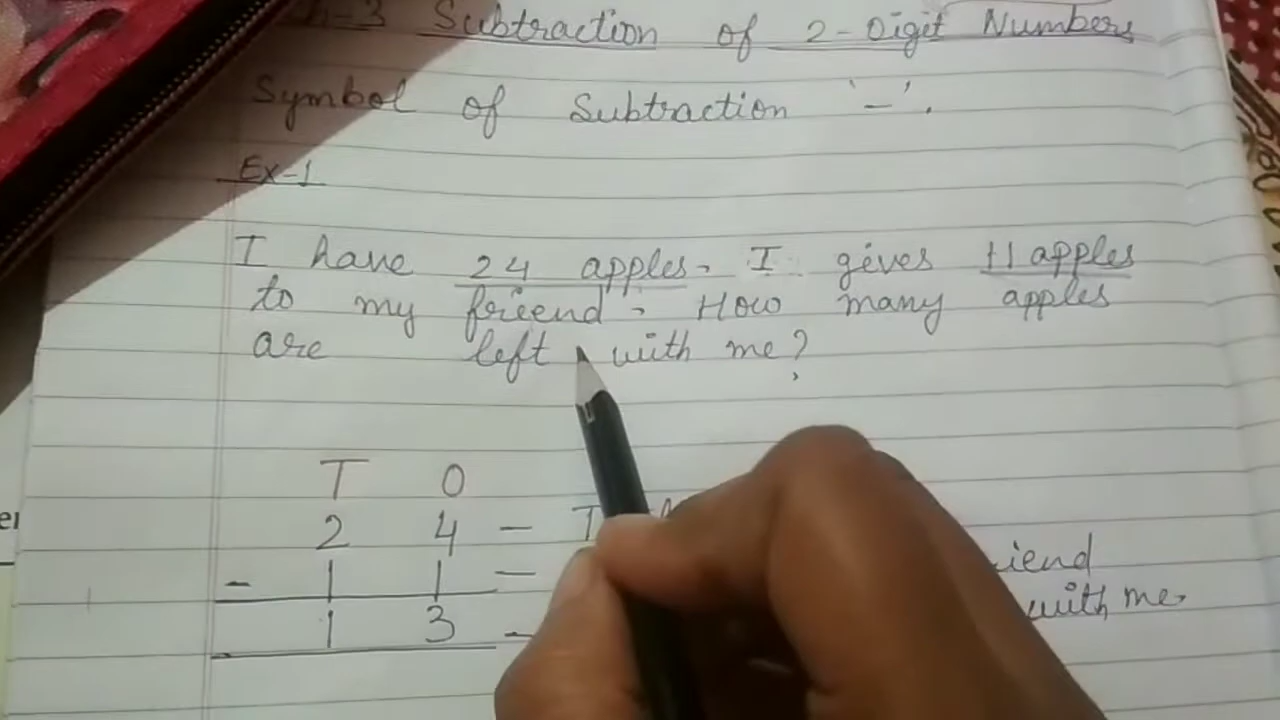 -3 Subtraction of 2-Digit Numbers
Symbol of Subtraction '-'.
Ex-1
I have 24 apples. I gives 11 apples
to my friend. How many apples
are left with me?
T O
2 4 -
- 1 1 - iend
1 3 - with me.